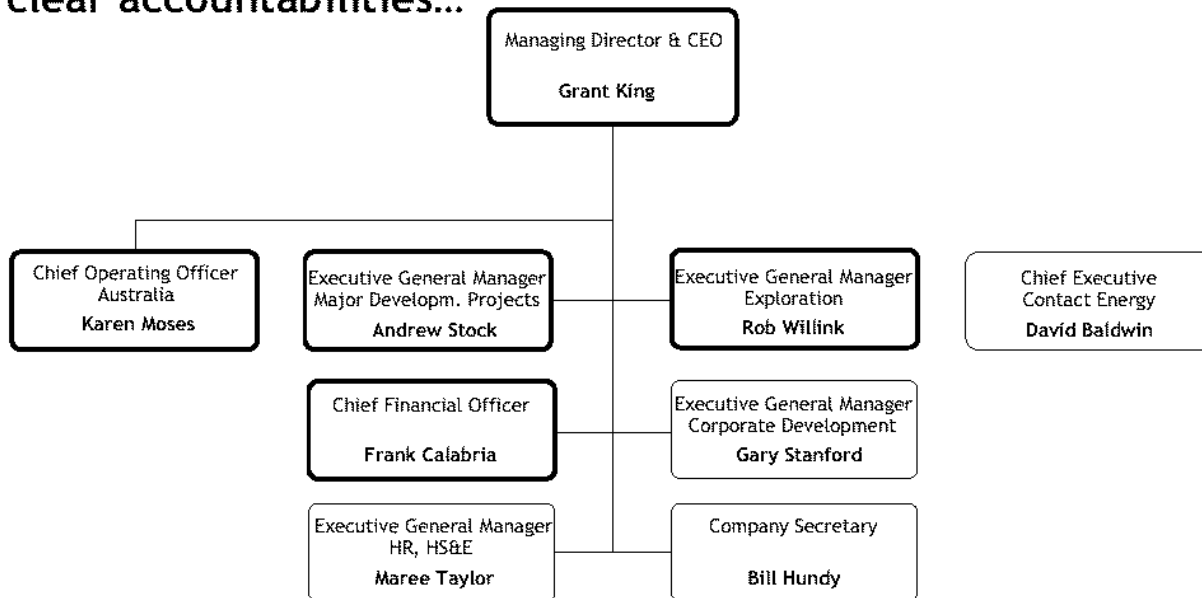 clear accountabilities…
Managing Director & CEO
Grant King
Chief Operating Officer
Australia
Karen Moses
Executive General Manager
Major Developm. Projects
Andrew Stock
Executive General Manager
Exploration
Rob Willink
Chief Executive
Contact Energy
David Baldwin
Chief Financial Officer
Frank Calabria
Executive General Manager
Corporate Development
Gary Stanford
Executive General Manager
HR, HS&E
Maree Taylor
Company Secretary
Bill Hundy